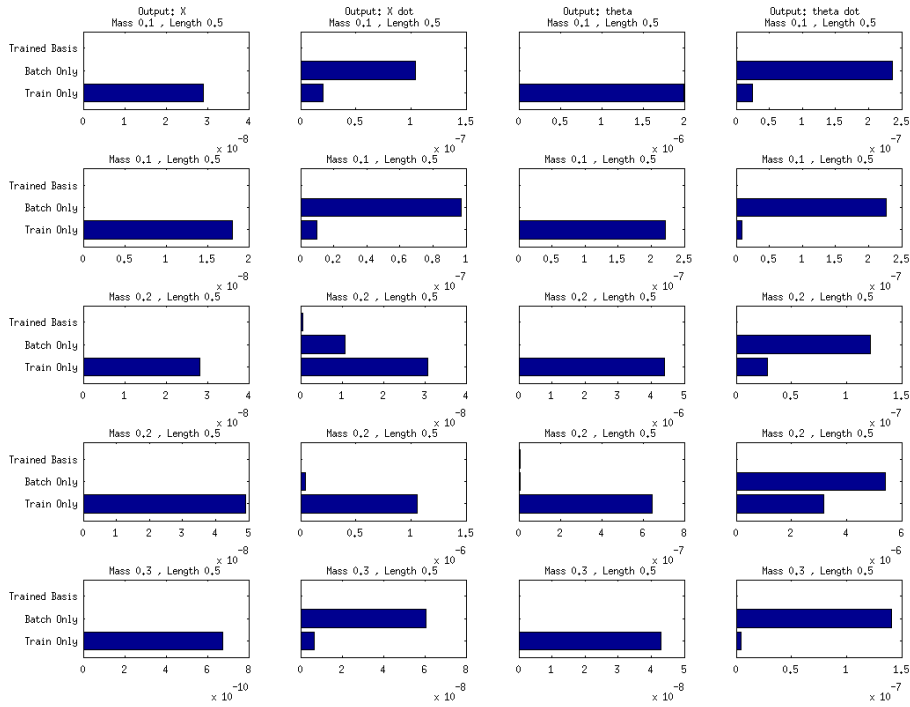 Output: X Output: X dot Output: theta Output: theta dot
Mass 0.1 , Length 0.5 Mass 0.1 , Length 0.5 Mass 0.1 , Length 0.5 Mass 0.1 , Length 0.5
Trained Basis
Batch Only
Train Only
0 1 2 3 4 0 0.5 1 1.5 0 0.5 1 1.5 2 0 0.5 1 1.5 2 2.5
x 10^-8 x 10^-7 x 10^-6 x 10^-7
Mass 0.1 , Length 0.5 Mass 0.1 , Length 0.5 Mass 0.1 , Length 0.5 Mass 0.1 , Length 0.5
Trained Basis
Batch Only
Train Only
0 0.5 1 1.5 2 0 0.2 0.4 0.6 0.8 1 0 0.5 1 1.5 2 2.5 0 0.5 1 1.5 2 2.5
x 10^-8 x 10^-7 x 10^-7 x 10^-7
Mass 0.2 , Length 0.5 Mass 0.2 , Length 0.5 Mass 0.2 , Length 0.5 Mass 0.2 , Length 0.5
Trained Basis
Batch Only
Train Only
0 1 2 3 4 0 1 2 3 4 0 1 2 3 4 5 0 0.5 1 1.5
x 10^-8 x 10^-8 x 10^-6 x 10^-7
Mass 0.2 , Length 0.5 Mass 0.2 , Length 0.5 Mass 0.2 , Length 0.5 Mass 0.2 , Length 0.5
Trained Basis
Batch Only
Train Only
0 1 2 3 4 5 0 0.5 1 1.5 0 2 4 6 8 0 2 4 6
x 10^-8 x 10^-6 x 10^-7 x 10^-6
Mass 0.3 , Length 0.5 Mass 0.3 , Length 0.5 Mass 0.3 , Length 0.5 Mass 0.3 , Length 0.5
Trained Basis
Batch Only
Train Only
0 2 4 6 8 0 2 4 6 8 0 1 2 3 4 5 0 0.5 1 1.5
x 10^-10 x 10^-8 x 10^-8 x 10^-7